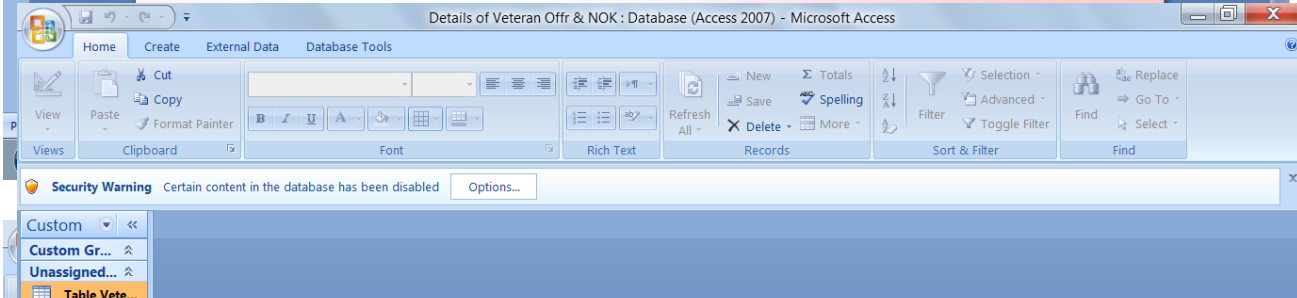 Details of Veteran Offr & NOK : Database (Access 2007) - Microsoft Access
Home Create External Data Database Tools
View
Views
Paste
Cut
Copy
Format Painter
Clipboard
B I U A
Font
Rich Text
Refresh
All
New
Save
Delete
Σ Totals
Spelling
More
Records
Filter
Selection
Advanced
Toggle Filter
Sort & Filter
Find
Replace
Go To
Select
Find
Security Warning Certain content in the database has been disabled Options...
Custom
Custom Gr...
Unassigned...
Table Vete...